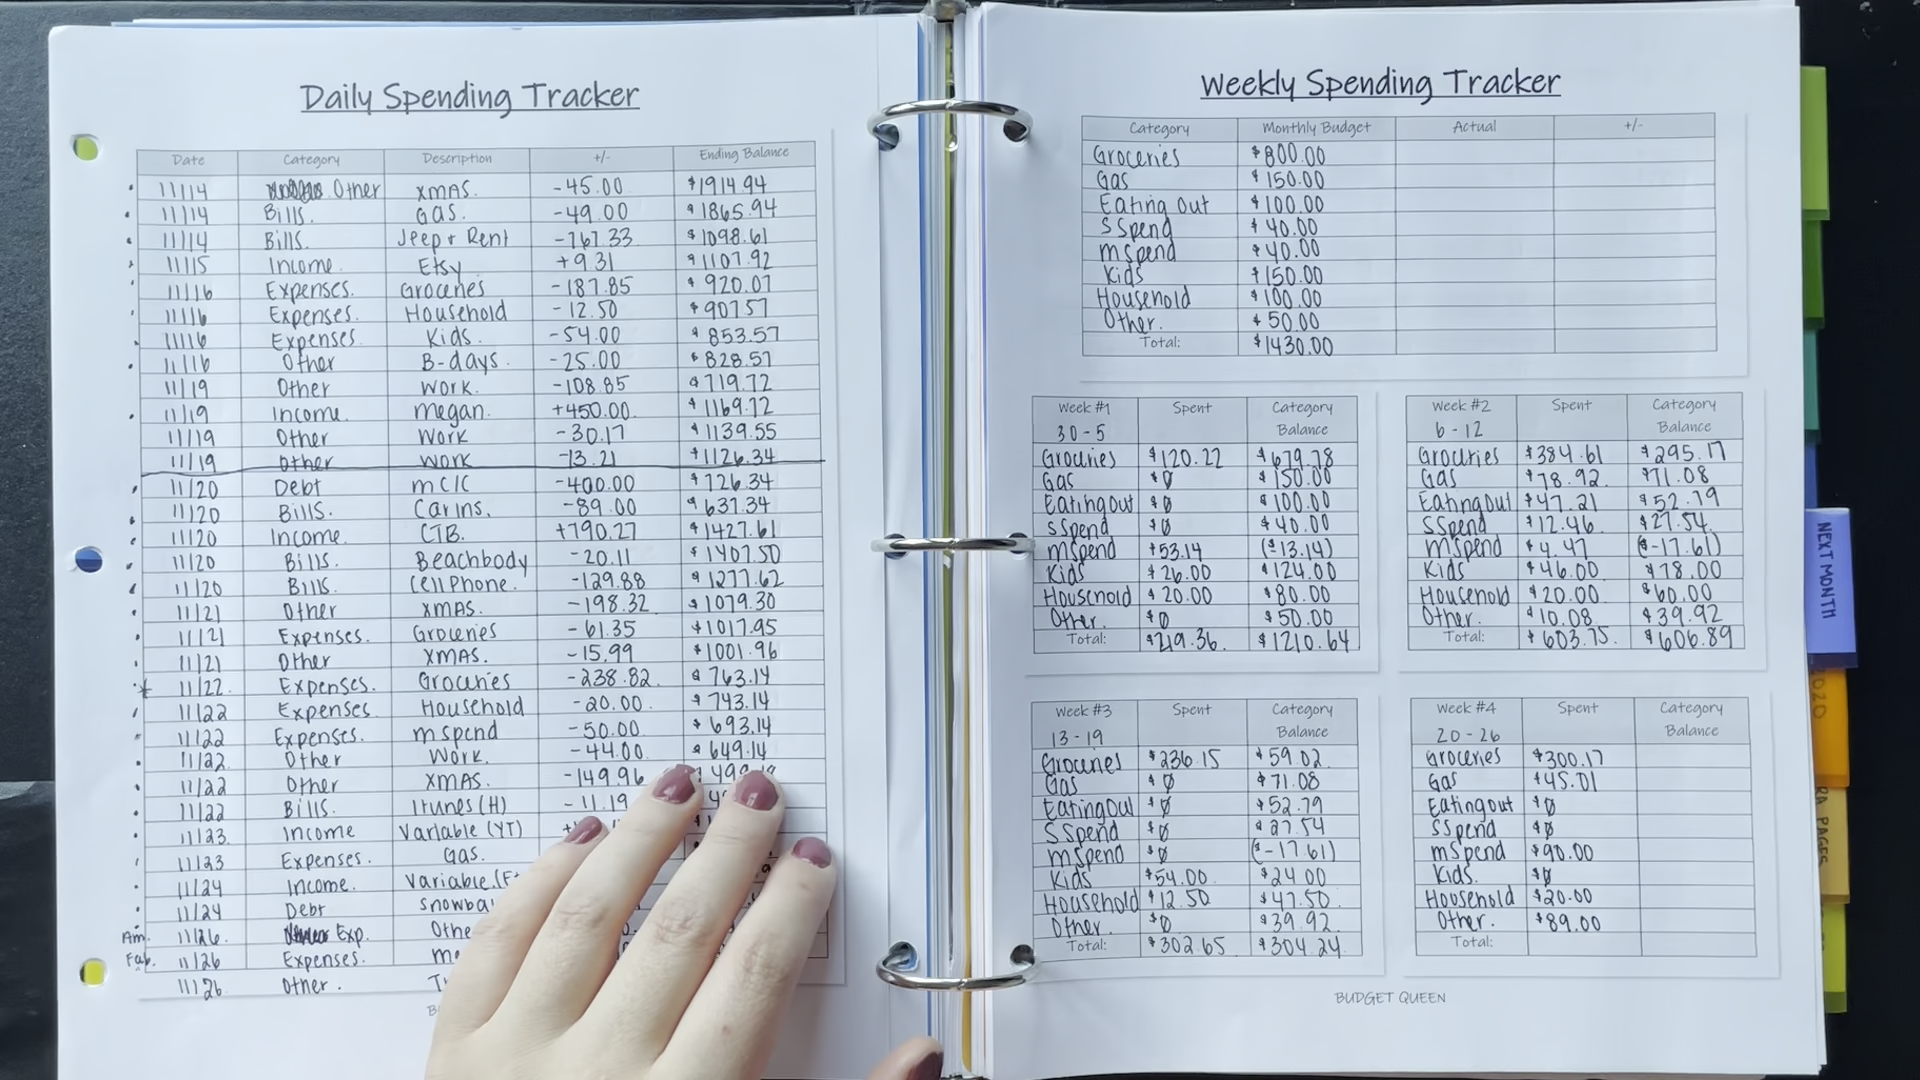 Daily Spending Tracker
Date Category Description +/- Ending Balance
11/14 Other XMAS. -45.00 $1914.94
11/14 Bills. Gas. -49.00 $1865.94
11/14 Bills. Jeep + Rent -767.33 $1098.61
11/15 Income. Etsy +9.31 $1107.92
11/16 Expenses. Groceries -187.85 $920.07
11/16 Expenses. Household -12.50 $907.57
11/16 Expenses. Kids. -54.00 $853.57
11/16 Other B-days. -25.00 $828.57
11/19 Other Work. -108.85 $719.72
11/19 Income. Megan. +450.00. $1169.72
11/19 Other Work -30.17 $1139.55
11/19 Other Work -13.21 $1126.34
11/20 Debt MC/C -400.00 $726.34
11/20 Bills. Car Ins. -89.00 $637.34
11/20 Income. CTB. +790.27 $1427.61
11/20 Bills. Beachbody -20.11 $1407.50
11/20 Bills. Cell Phone. -129.88 $1277.62
11/21 Other XMAS. -198.32 $1079.30
11/21 Expenses. Groceries -61.35 $1017.95
11/21 Other XMAS. -15.99 $1001.96
* 11/22. Expenses. Groceries -238.82. $763.14
11/22 Expenses. Household -20.00. $743.14
11/22 Expenses. mspend -50.00. $693.14
11/22 Other Work. -44.00. $649.14
11/22 Other XMAS. -149.96
11/22 Bills. Itunes (H) -11.19
11/23. Income Variable (YT)
11/23 Expenses. Gas.
11/24 Income.
11/24 Debt
Am. 11/26. Exp.
Fab. 11/26 Expenses.
11/26 Other.
Weekly Spending Tracker
Category Monthly Budget Actual +/-
Groceries $800.00
Gas $150.00
Eating Out $100.00
SSpend $40.00
mspend $40.00
Kids $150.00
Household $100.00
Other. $50.00
Total: $1430.00
Week #1 Spent Category
30-5 Balance
Groceries $120.22 $679.78
Gas $0 $150.00
Eating Out $0 $100.00
SSpend $0 $40.00
mspend $53.14 ($13.14)
Kids $26.00 $124.00
Household $20.00 $80.00
Other. $0 $50.00
Total: $219.36. $1210.64
Week #2 Spent Category
6-12 Balance
Groceries $384.61 $295.17
Gas $78.92. $71.08
Eating Out $47.21 $52.79
SSpend $12.46 $27.54.
mspend $4.47 ($-17.61)
Kids $46.00 $78.00
Household $20.00 $60.00
Other $10.08. $39.92
Total: $603.75. $606.89
Week #3 Spent Category
13-19 Balance
Groceries $236.15 $59.02.
Gas $0 $71.08
Eating Out $0 $52.79
SSpend $0 $27.54
mspend $0 ($-17.61)
Kids $54.00. $24.00
Household $12.50 $47.50.
Other $0 $39.92.
Total: $302.65. $304.24.
Week #4 Spent Category
20-26 Balance
Groceries $300.17
Gas $45.01
Eating Out $0
SSpend $0
mspend $90.00
Kids. $0
Household $20.00
Other. $89.00
Total:
BUDGET QUEEN
NEXT MONTH
2020
PAGES